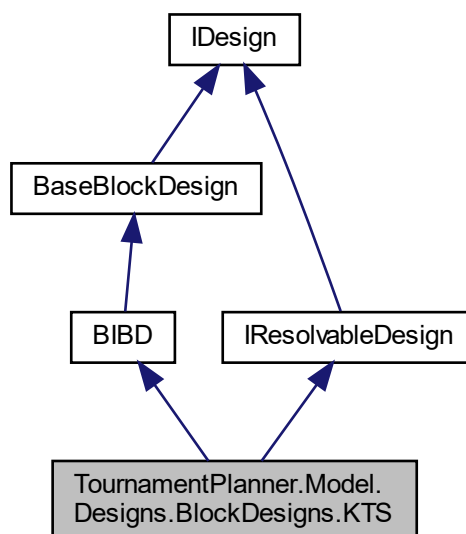 IDesign
BaseBlockDesign
BIBD
IResolvableDesign
TournamentPlanner.Model.
Designs.BlockDesigns.KTS